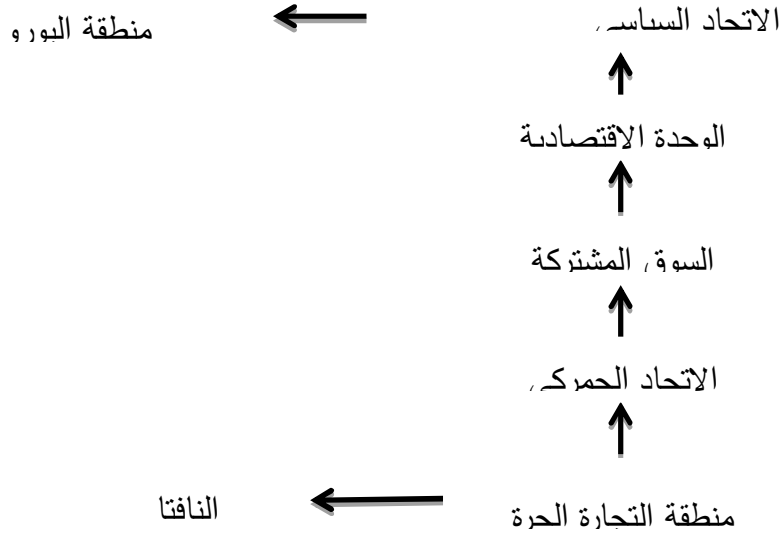 الاتحاد السياسي
منطقة اليورو
الوحدة الاقتصادية
السوق المشتركة
الاتحاد الجمركي
منطقة التجارة الحرة
النافتا